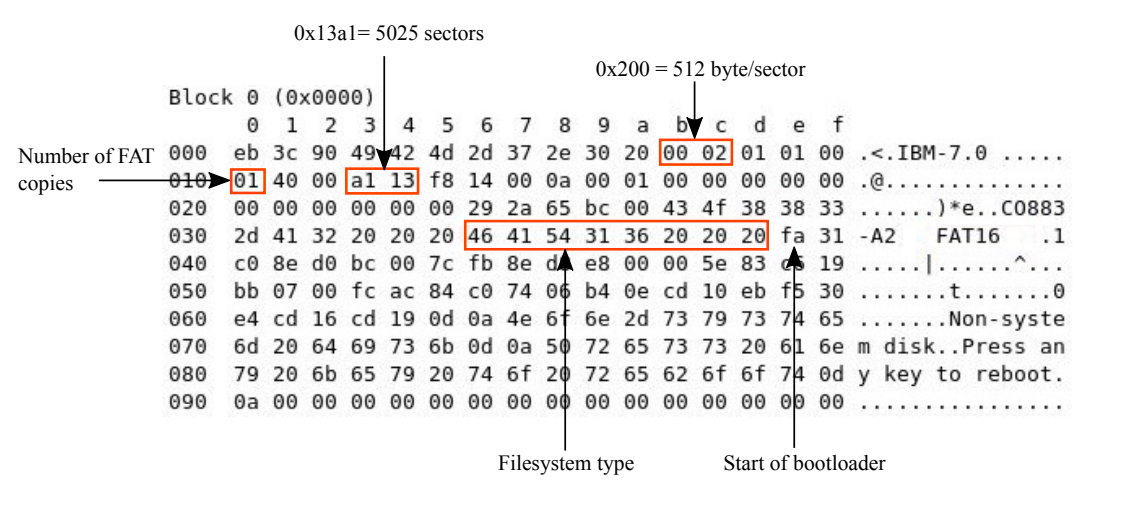 0x13a1= 5025 sectors
0x200 = 512 byte/sector
Block 0 (0x0000)
0 1 2 3 4 5 6 7 8 9 a b c d e f
Number of FAT
copies
000 eb 3c 90 49 42 4d 2d 37 2e 30 20 00 02 01 01 00 .<.IBM-7.0 .....
010 01 40 00 a1 13 f8 14 00 0a 00 01 00 00 00 00 00 .@..............
020 00 00 00 00 00 00 29 2a 65 bc 00 43 4f 38 38 33 ......)*e..CO883
030 2d 41 32 20 20 20 46 41 54 31 36 20 20 20 fa 31 -A2   FAT16   .1
040 c0 8e d0 bc 00 7c fb 8e e8 00 00 5e 83 19 .....|......^...
050 bb 07 00 fc ac 84 c0 74 06 b4 0e cd 10 eb f5 30 .......t.......0
060 e4 cd 16 cd 19 0d 0a 4e 6f 6e 2d 73 79 73 74 65 .......Non-syste
070 6d 20 64 69 73 6b 0d 0a 50 72 65 73 73 20 61 6e m disk..Press an
080 79 20 6b 65 79 20 74 6f 20 72 65 62 6f 6f 74 0d y key to reboot.
090 0a 00 00 00 00 00 00 00 00 00 00 00 00 00 00 00 ................
Filesystem type
Start of bootloader